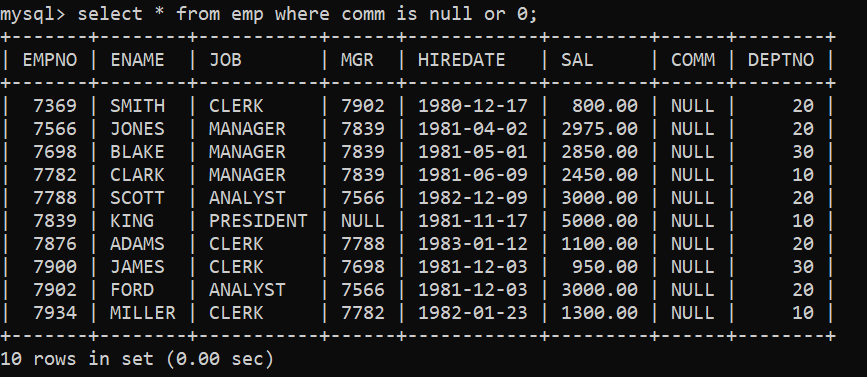 mysql> select * from emp where comm is null or 0;
+-------+--------+-----------+------+------------+---------+------+--------+
| EMPNO | ENAME  | JOB       | MGR  | HIREDATE   | SAL     | COMM | DEPTNO |
+-------+--------+-----------+------+------------+---------+------+--------+
|  7369 | SMITH  | CLERK     | 7902 | 1980-12-17 |  800.00 | NULL |     20 |
|  7566 | JONES  | MANAGER   | 7839 | 1981-04-02 | 2975.00 | NULL |     20 |
|  7698 | BLAKE  | MANAGER   | 7839 | 1981-05-01 | 2850.00 | NULL |     30 |
|  7782 | CLARK  | MANAGER   | 7839 | 1981-06-09 | 2450.00 | NULL |     10 |
|  7788 | SCOTT  | ANALYST   | 7566 | 1982-12-09 | 3000.00 | NULL |     20 |
|  7839 | KING   | PRESIDENT | NULL | 1981-11-17 | 5000.00 | NULL |     10 |
|  7876 | ADAMS  | CLERK     | 7788 | 1983-01-12 | 1100.00 | NULL |     20 |
|  7900 | JAMES  | CLERK     | 7698 | 1981-12-03 |  950.00 | NULL |     30 |
|  7902 | FORD   | ANALYST   | 7566 | 1981-12-03 | 3000.00 | NULL |     20 |
|  7934 | MILLER | CLERK     | 7782 | 1982-01-23 | 1300.00 | NULL |     10 |
+-------+--------+-----------+------+------------+---------+------+--------+
10 rows in set (0.00 sec)